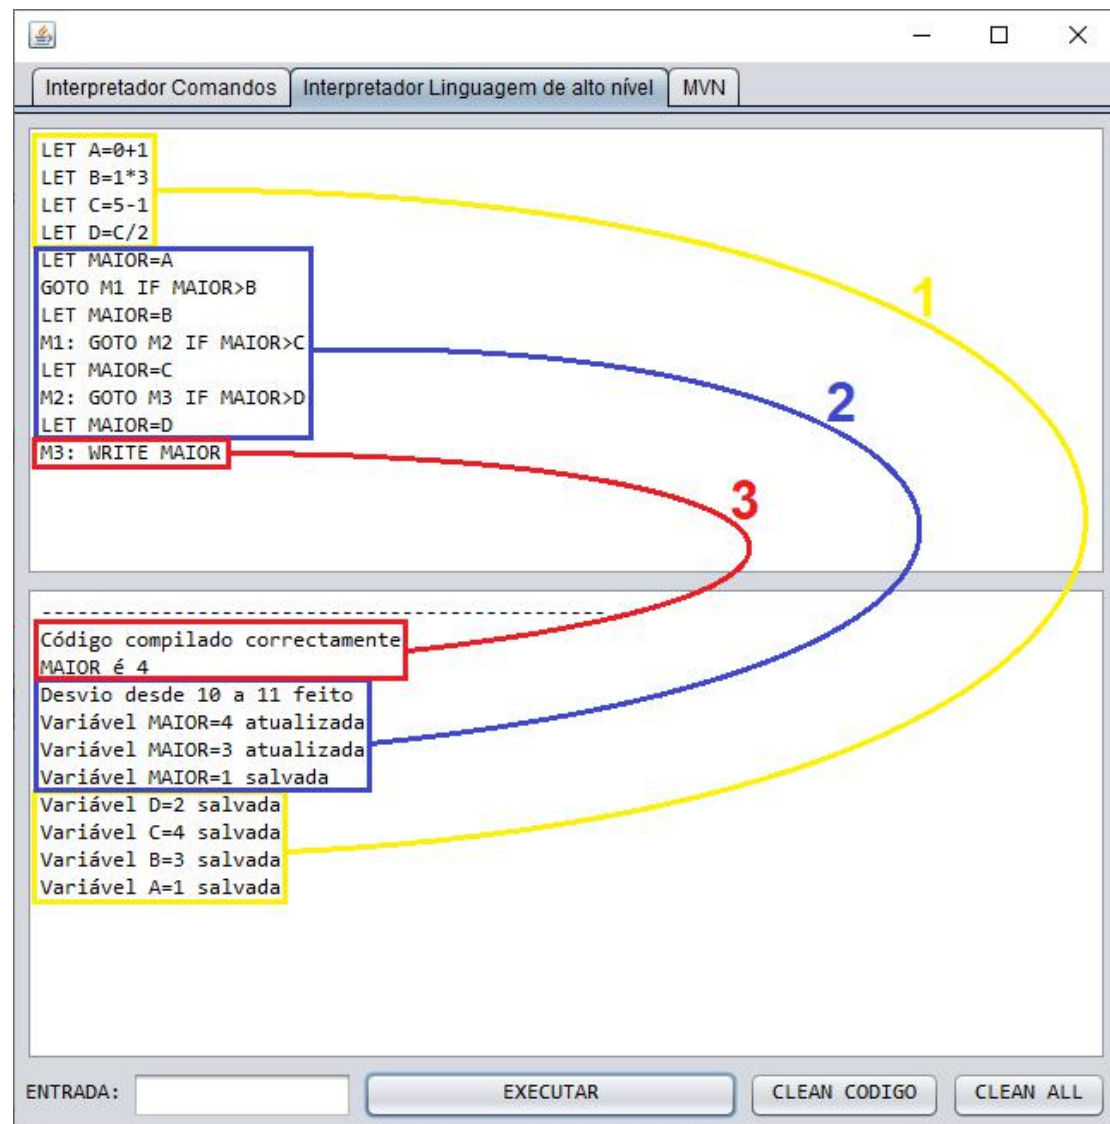 Interpretador Comandos Interpretador Linguagem de alto nível MVN
LET A=0+1
LET B=1*3
LET C=5-1
LET D=C/2
LET MAIOR=A
GOTO M1 IF MAIOR>B
LET MAIOR=B
M1: GOTO M2 IF MAIOR>C
LET MAIOR=C
M2: GOTO M3 IF MAIOR>D
LET MAIOR=D
M3: WRITE MAIOR
1
2
3
-----------------------------------------------
Código compilado correctamente
MAIOR é 4
Desvio desde 10 a 11 feito
Variável MAIOR=4 atualizada
Variável MAIOR=3 atualizada
Variável MAIOR=1 salvada
Variável D=2 salvada
Variável C=4 salvada
Variável B=3 salvada
Variável A=1 salvada
ENTRADA: EXECUTAR CLEAN CODIGO CLEAN ALL